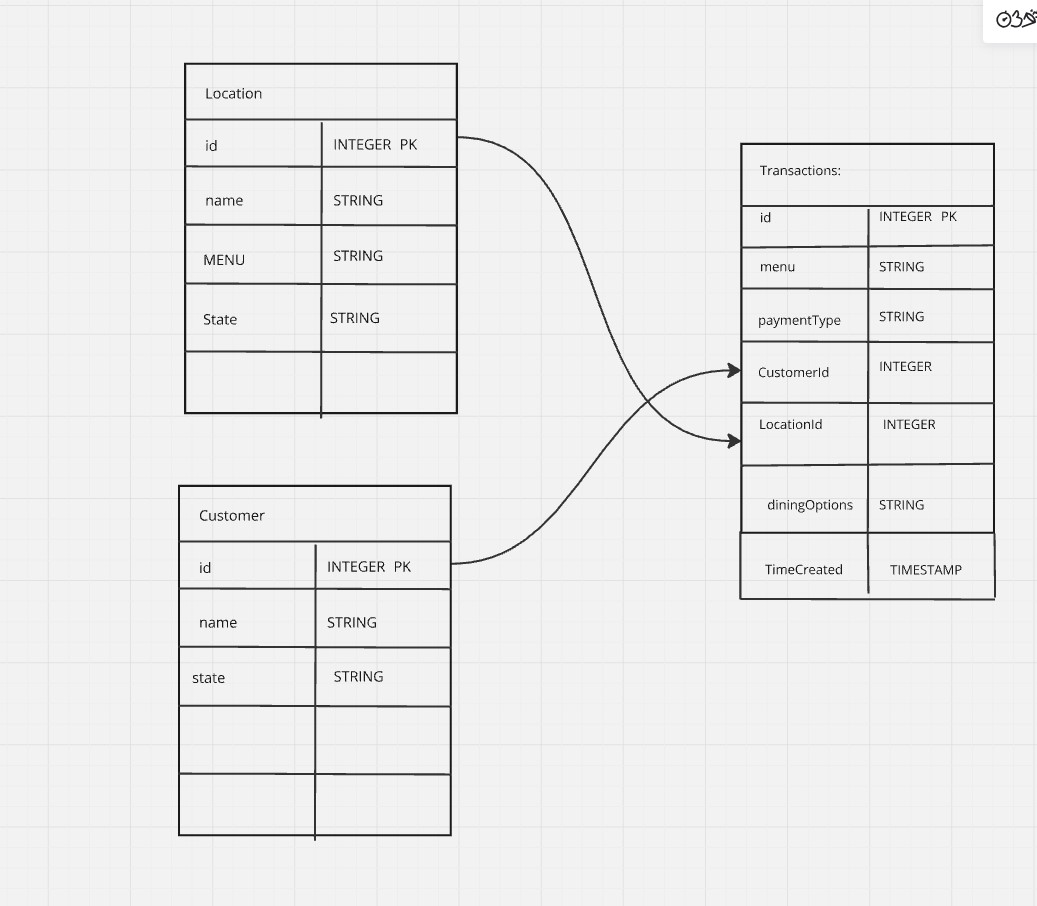 Location
id INTEGER PK
name STRING
MENU STRING
State STRING
Customer
id INTEGER PK
name STRING
state STRING
Transactions:
id INTEGER PK
menu STRING
paymentType STRING
CustomerId INTEGER
LocationId INTEGER
diningOptions STRING
TimeCreated TIMESTAMP